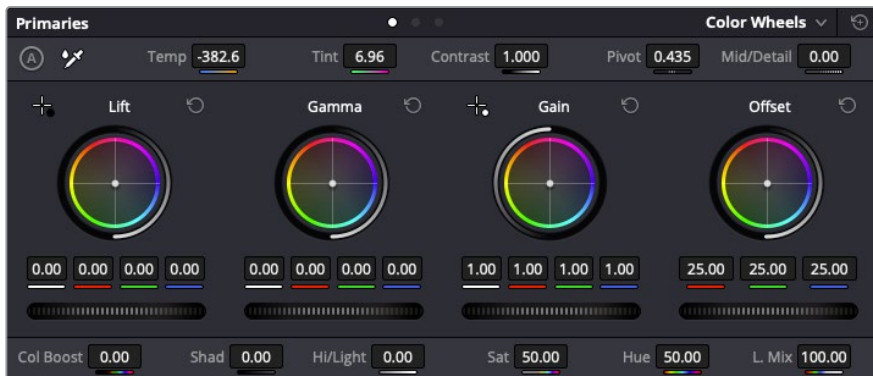 Primaries Color Wheels
A Temp -382.6 Tint 6.96 Contrast 1.000 Pivot 0.435 Mid/Detail 0.00
Lift Gamma Gain Offset
0.00 0.00 0.00 0.00 0.00 0.00 0.00 0.00 1.00 1.00 1.00 1.00 25.00 25.00 25.00
Col Boost 0.00 Shad 0.00 Hi/Light 0.00 Sat 50.00 Hue 50.00 L. Mix 100.00